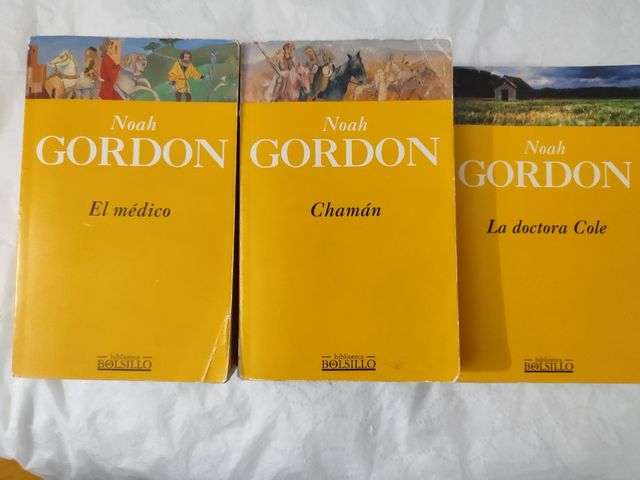 Noah
GORDON
El médico
biblioteca
BOLSILLO
Noah
GORDON
Chamán
biblioteca
BOLSILLO
Noah
GORDON
La doctora Cole
biblioteca
BOLSILLO